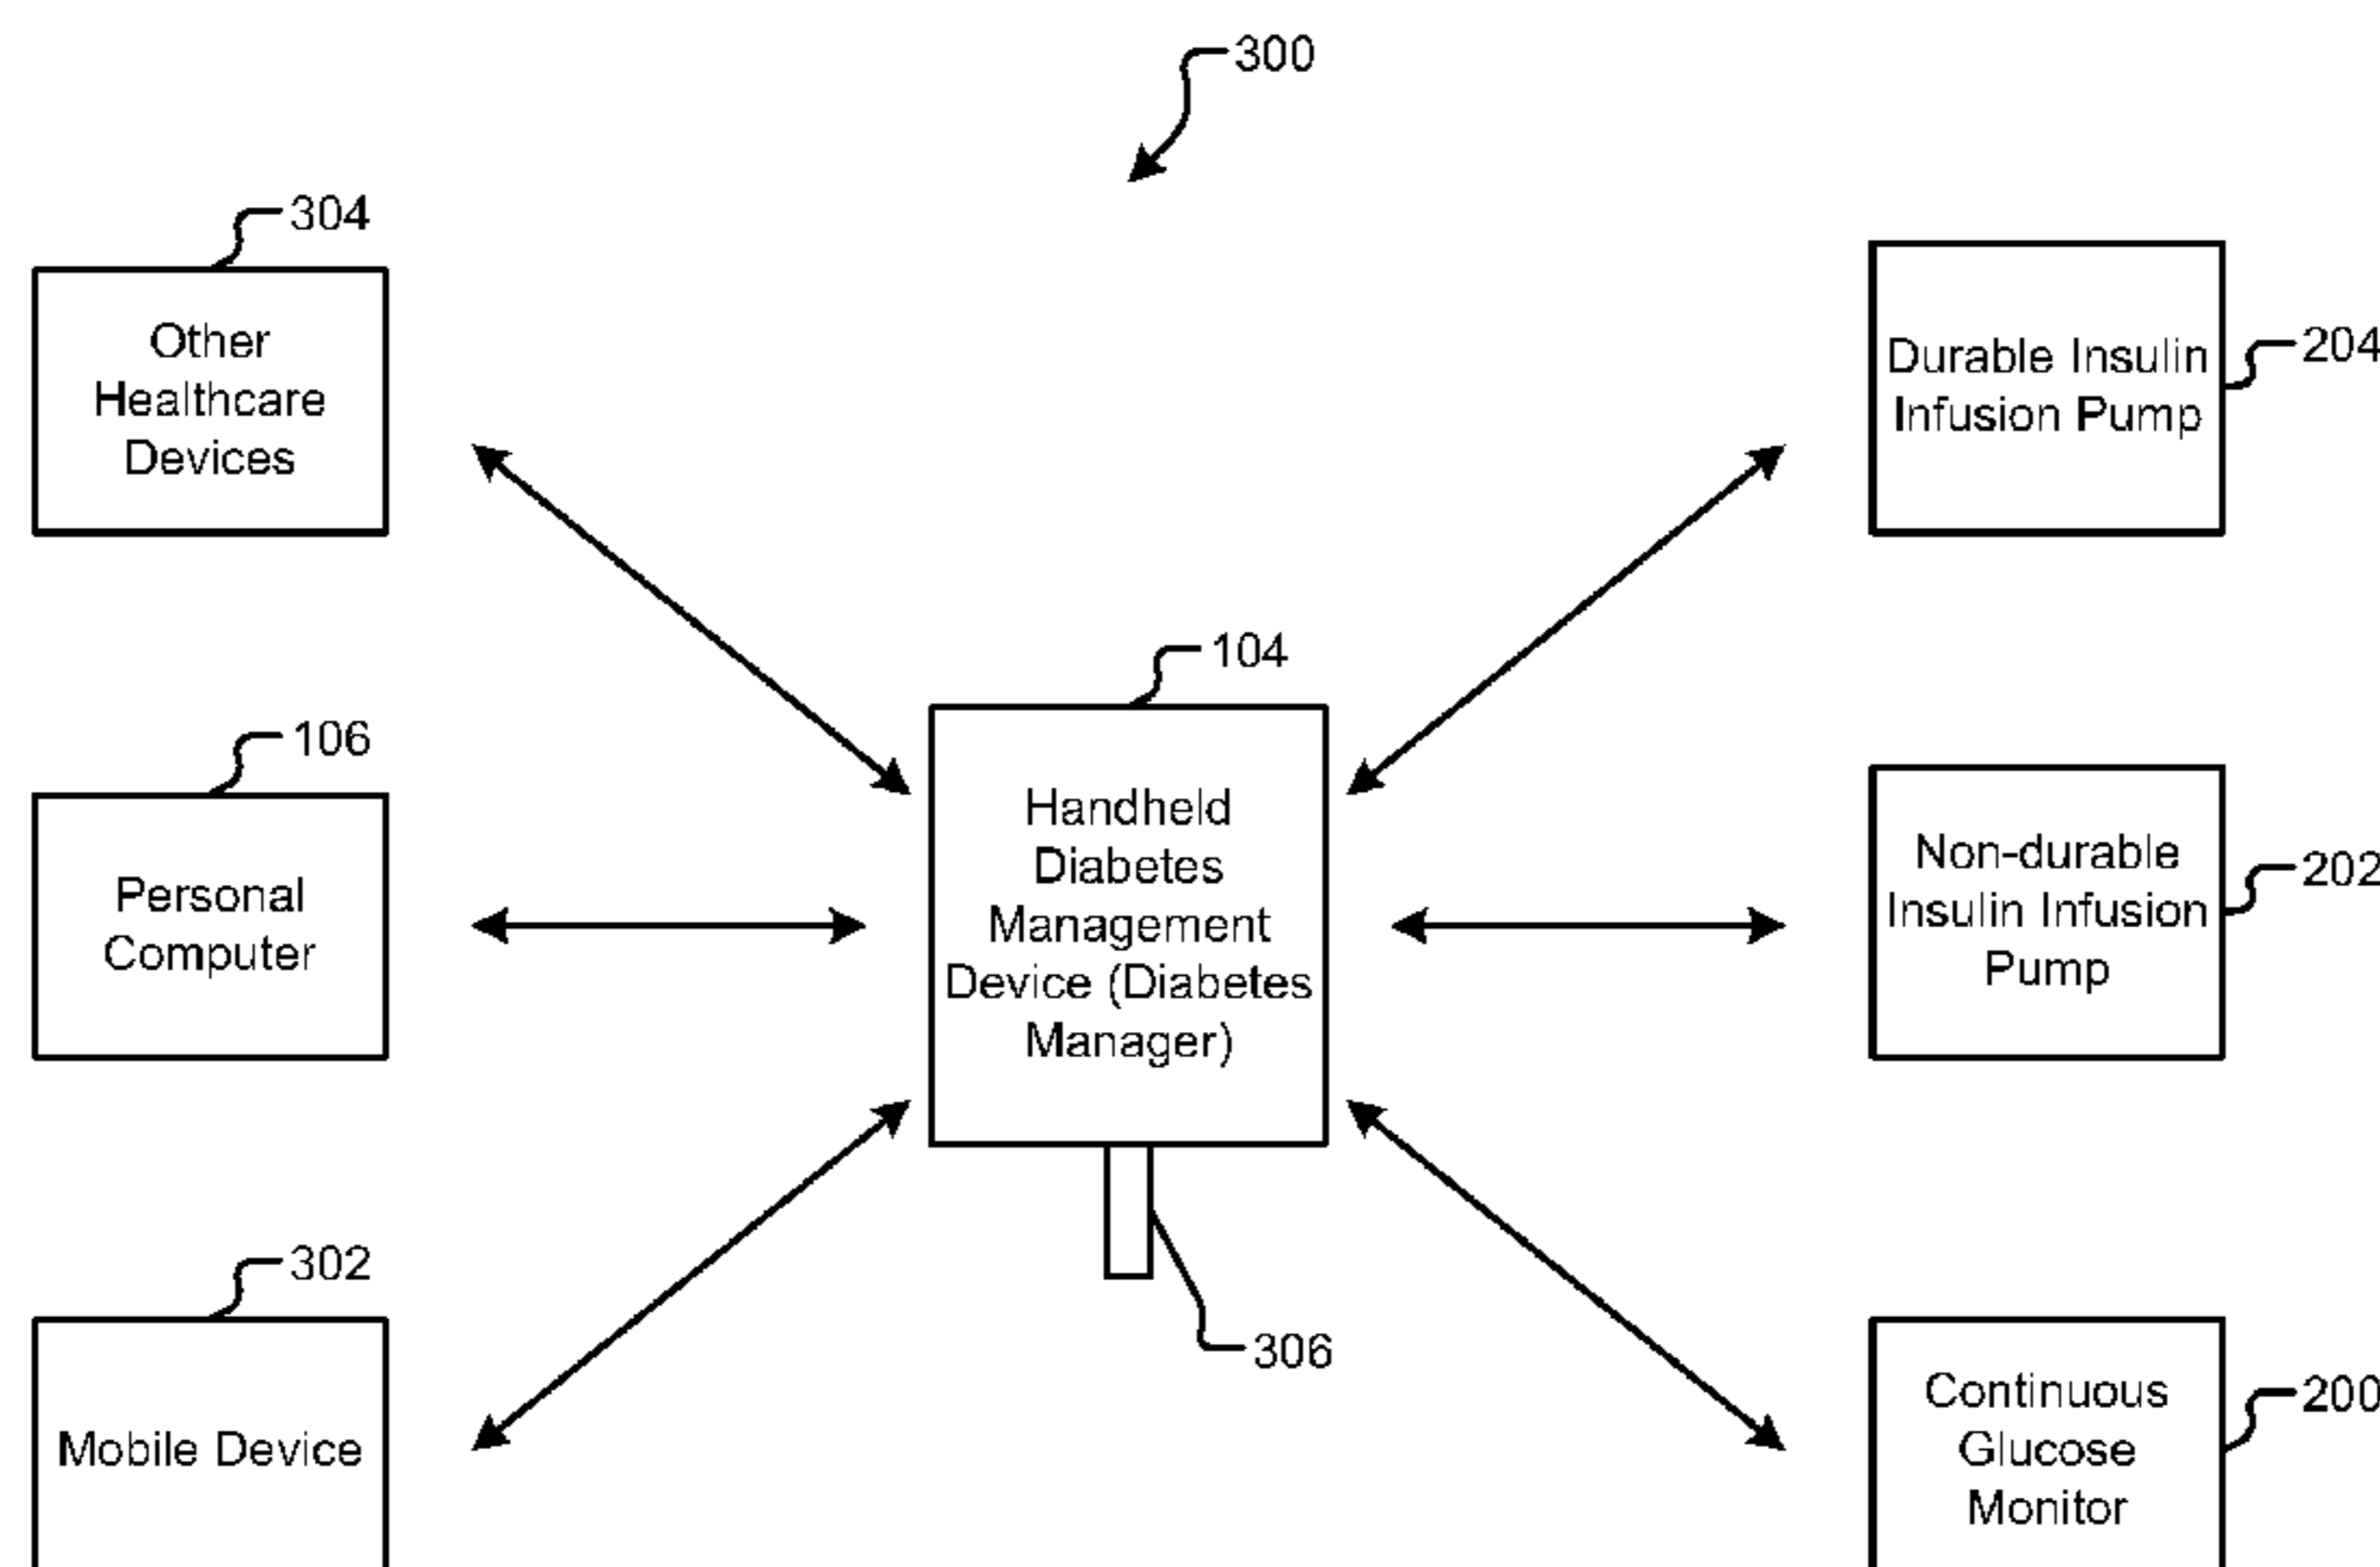 300
304
Other
Healthcare
Devices
Durable Insulin
Infusion Pump
204
104
106
Personal
Computer
Handheld
Diabetes
Management
Device (Diabetes
Manager)
Non-durable
Insulin Infusion
Pump
202
302
Mobile Device
306
Continuous
Glucose
Monitor
200